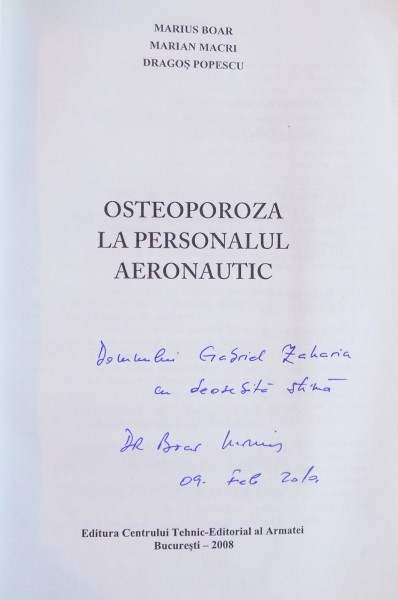 MARIUS BOAR
MARIAN MACRI
DRAGOȘ POPESCU
OSTEOPOROZA
LA PERSONALUL
AERONAUTIC
Domnului Gabriel Zaharia
cu deosebită stimă
DR Boar Marius
09. Feb 2010
Editura Centrului Tehnic-Editorial al Armatei
București – 2008